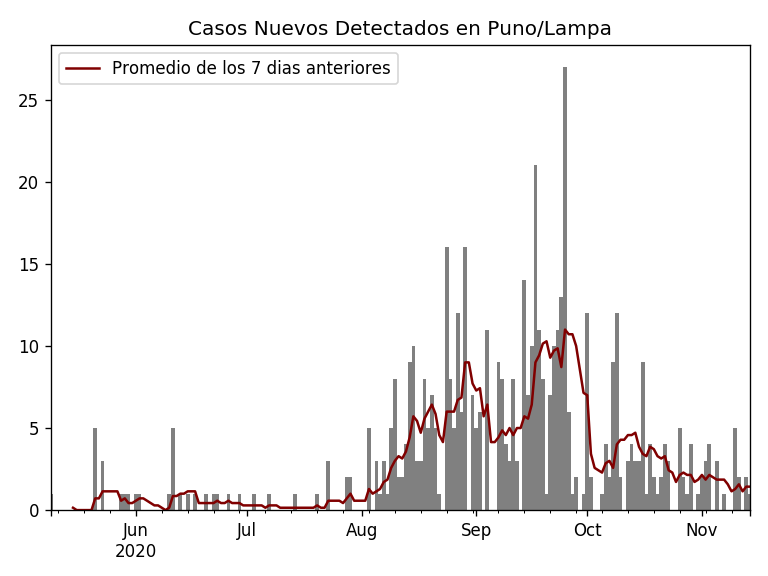 Casos Nuevos Detectados en Puno/Lampa
Promedio de los 7 dias anteriores
25
20
15
10
5
0
Jun Jul Aug Sep Oct Nov
2020